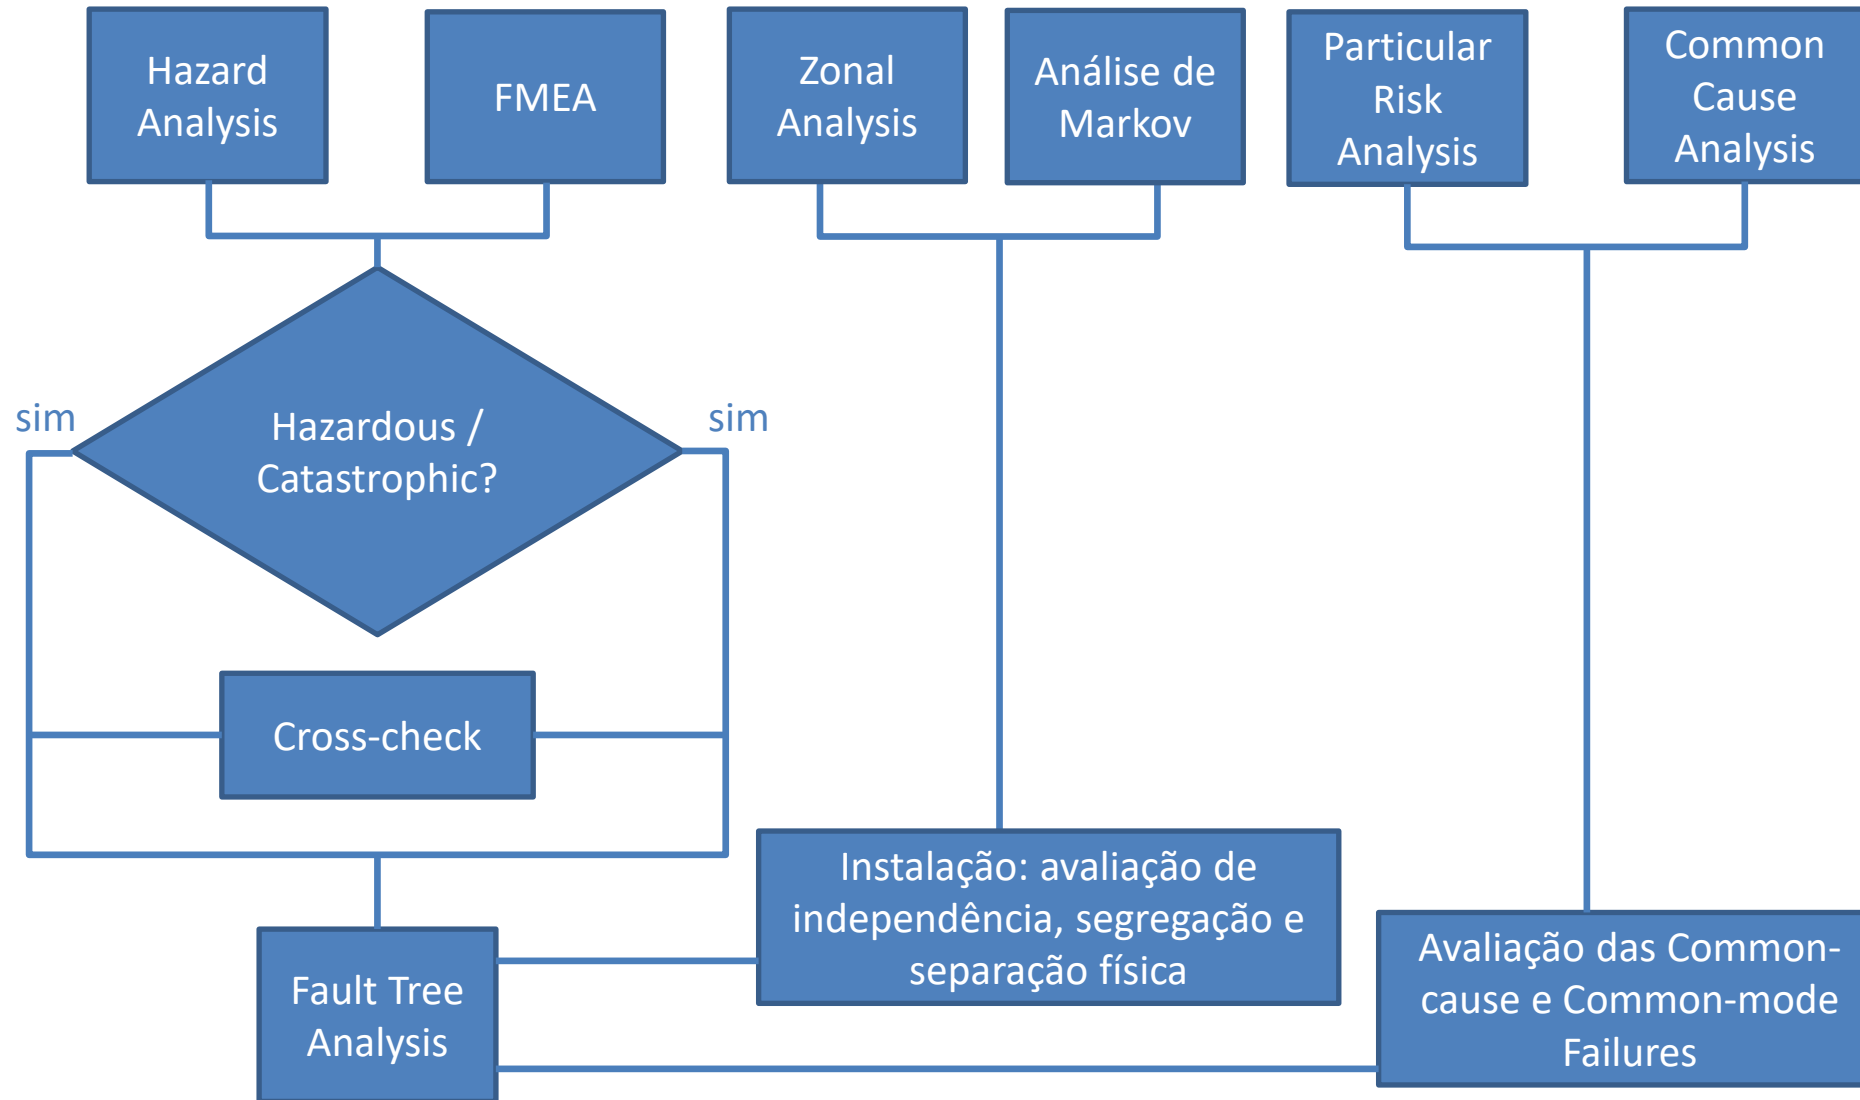 Hazard
Analysis
FMEA
Zonal
Analysis
Análise de
Markov
Particular
Risk
Analysis
Common
Cause
Analysis
sim
Hazardous /
Catastrophic?
sim
Cross-check
Instalação: avaliação de
independência, segregação e
separação física
Fault Tree
Analysis
Avaliação das Common-
cause e Common-mode
Failures